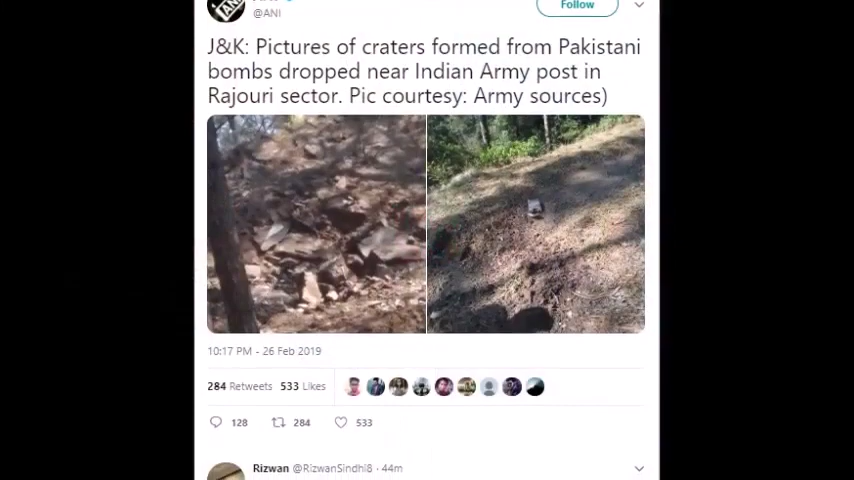 ANI
@ANI
Follow
J&K: Pictures of craters formed from Pakistani
bombs dropped near Indian Army post in
Rajouri sector. Pic courtesy: Army sources)
10:17 PM - 26 Feb 2019
284 Retweets 533 Likes
128 284 533
Rizwan @RizwanSindhi8 · 44m